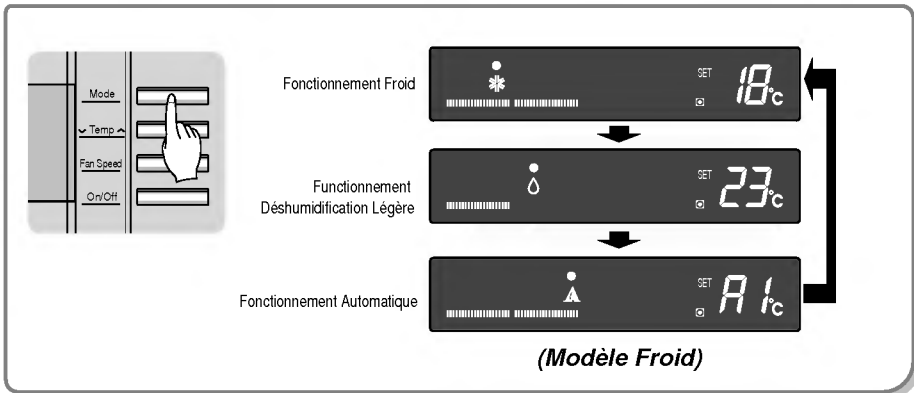 Mode
Temp
Fan Speed
On/Off
Fonctionnement Froid
SET
18°c
Functionnement
Déshumidification Légère
SET
23°c
Fonctionnement Automatique
SET
A1°c
(Modèle Froid)